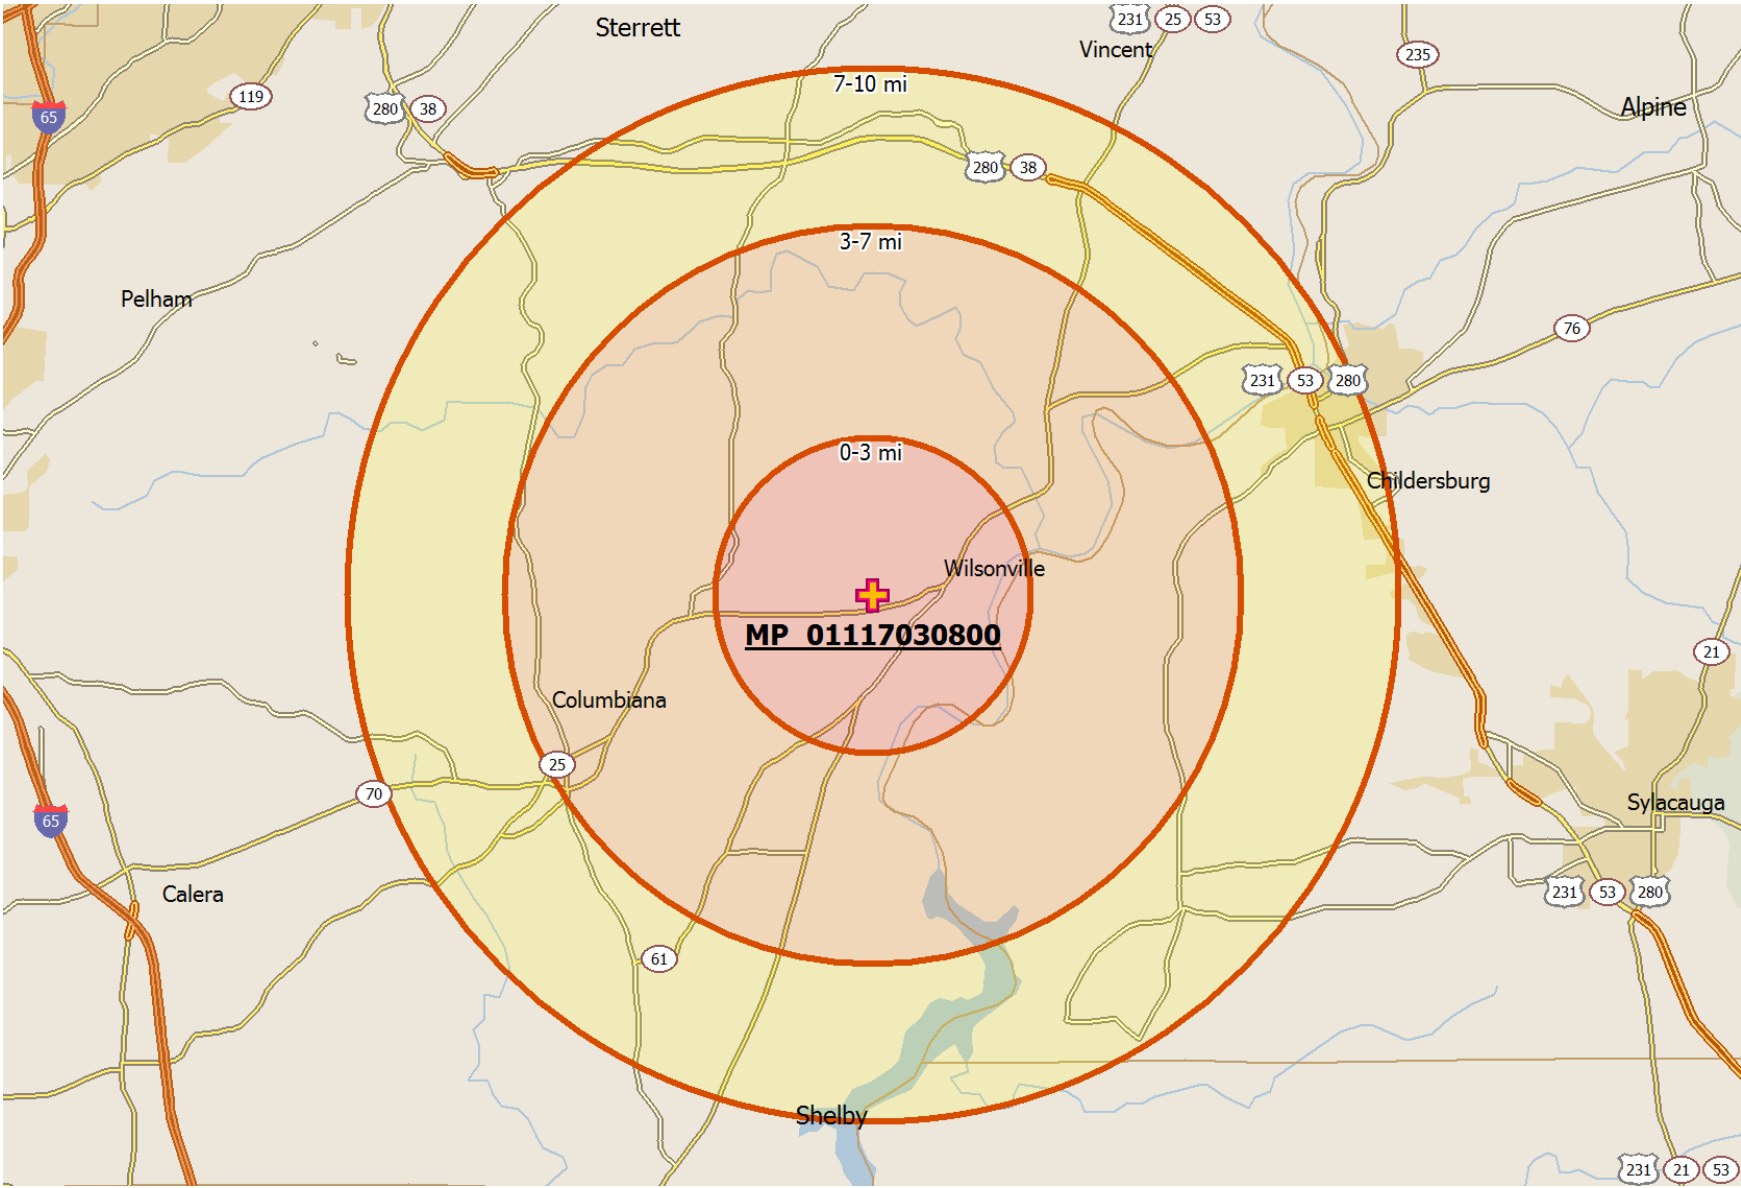 231 25 53
Sterrett
Vincent
235
7-10 mi
119
280 38
Alpine
65
280 38
3-7 mi
Pelham
76
231 53 280
0-3 mi
Childersburg
Wilsonville
MP 01117030800
21
Columbiana
25
70
65
Sylacauga
Calera
231 53 280
61
Shelby
231 21 53